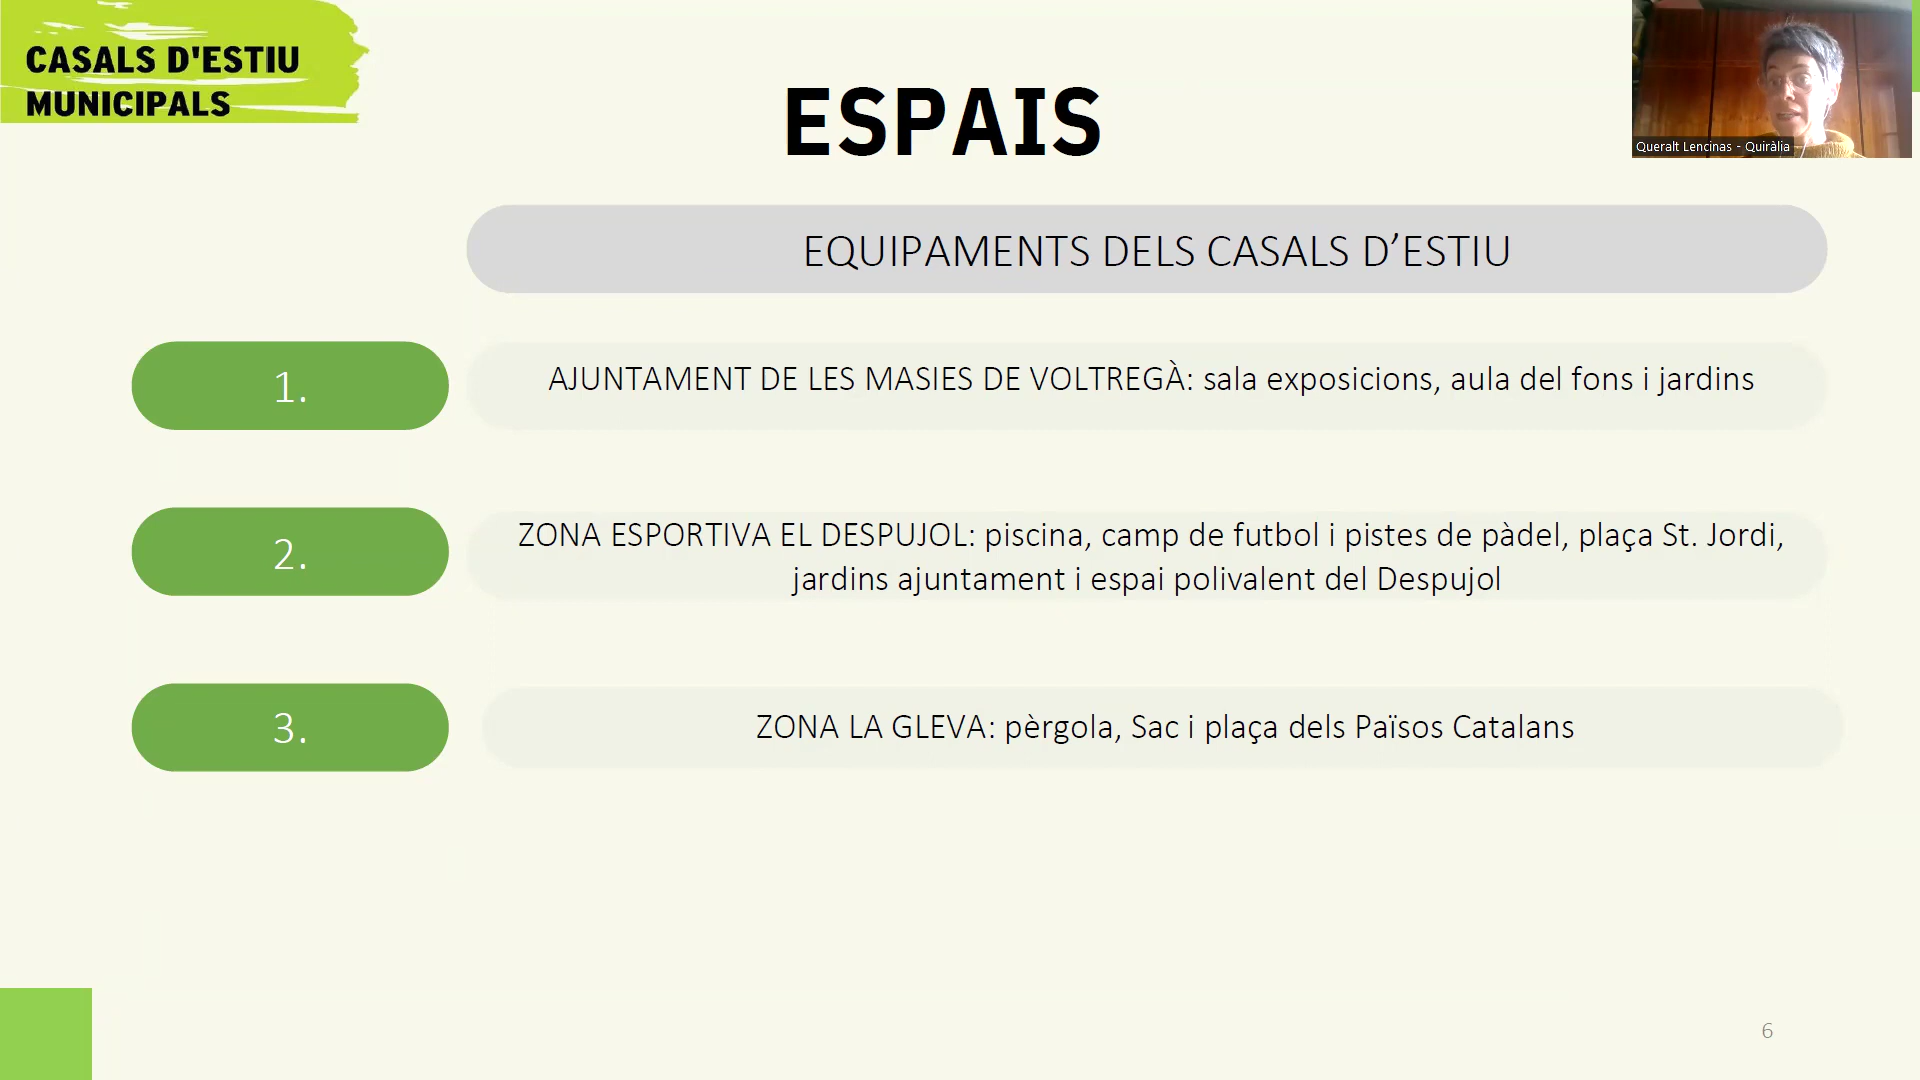 CASALS D'ESTIU
MUNICIPALS
ESPAIS
Queralt Lencinas - Quiràlia
EQUIPAMENTS DELS CASALS D’ESTIU
1.
AJUNTAMENT DE LES MASIES DE VOLTREGÀ: sala exposicions, aula del fons i jardins
2.
ZONA ESPORTIVA EL DESPUJOL: piscina, camp de futbol i pistes de pàdel, plaça St. Jordi,
jardins ajuntament i espai polivalent del Despujol
3.
ZONA LA GLEVA: pèrgola, Sac i plaça dels Països Catalans
6